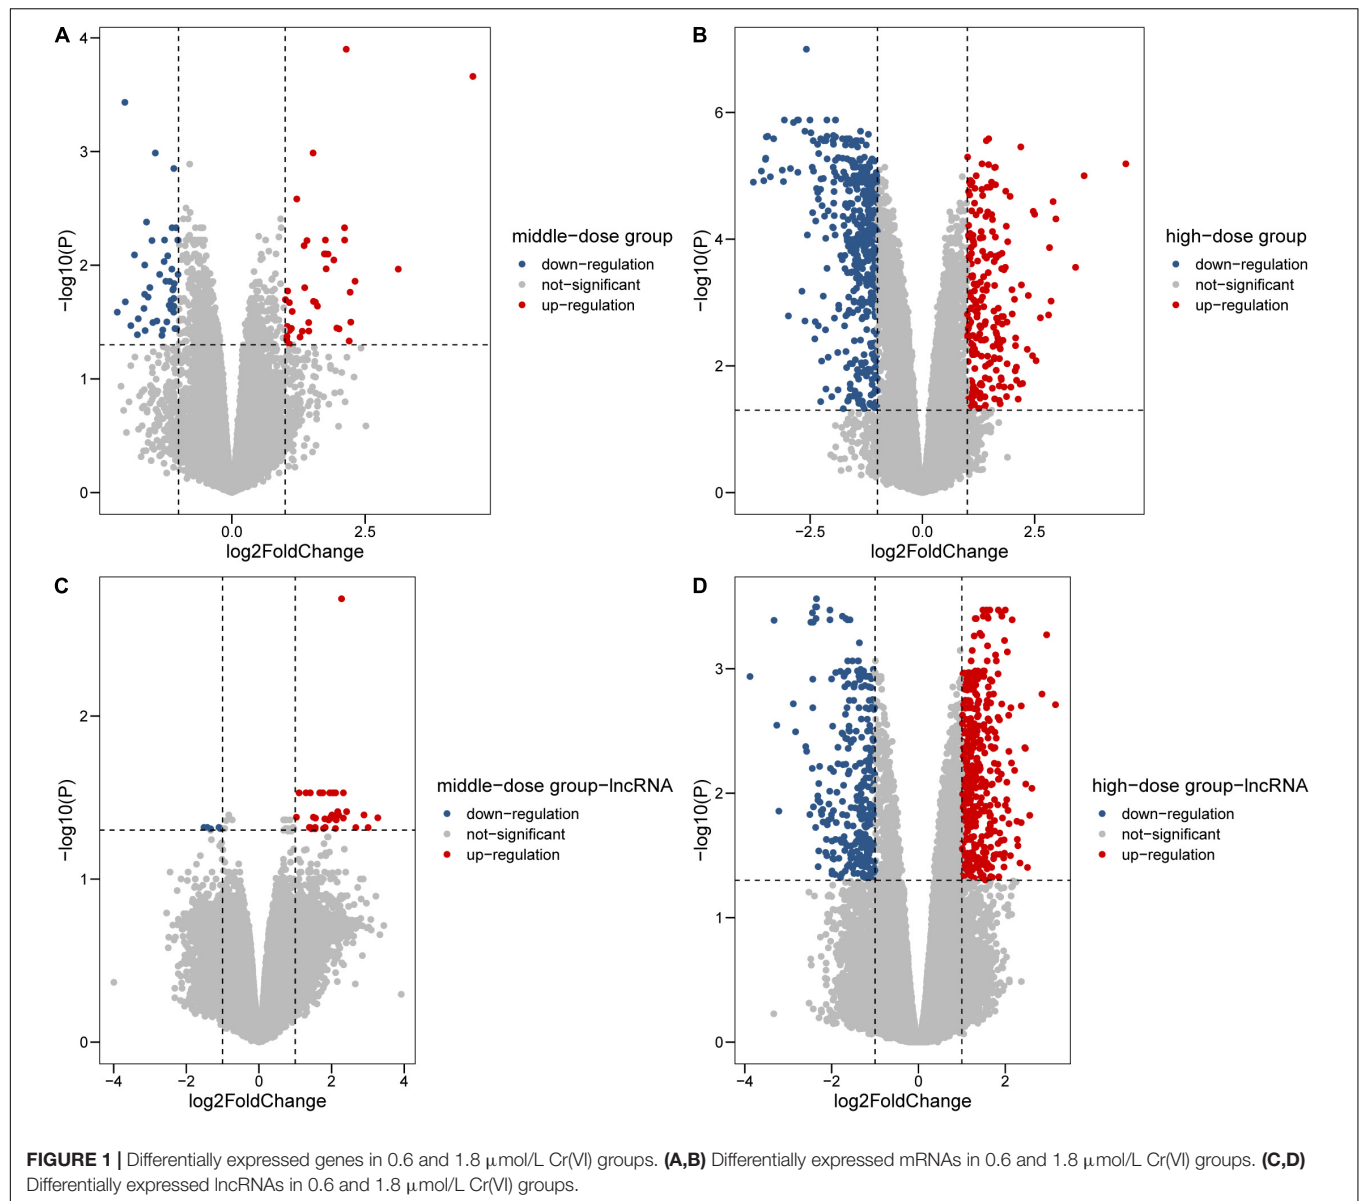 A
4
3
2
1
0
−log10(P)
0.0 2.5
log2FoldChange
middle−dose group
down−regulation
not−significant
up−regulation
B
6
4
2
0
−log10(P)
−2.5 0.0 2.5
log2FoldChange
high−dose group
down−regulation
not−significant
up−regulation
C
2
1
0
−log10(P)
−4 −2 0 2 4
log2FoldChange
middle−dose group−lncRNA
down−regulation
not−significant
up−regulation
D
3
2
1
0
−log10(P)
−4 −2 0 2
log2FoldChange
high−dose group−lncRNA
down−regulation
not−significant
up−regulation
FIGURE 1 | Differentially expressed genes in 0.6 and 1.8 μmol/L Cr(VI) groups. (A,B) Differentially expressed mRNAs in 0.6 and 1.8 μmol/L Cr(VI) groups. (C,D)
Differentially expressed lncRNAs in 0.6 and 1.8 μmol/L Cr(VI) groups.